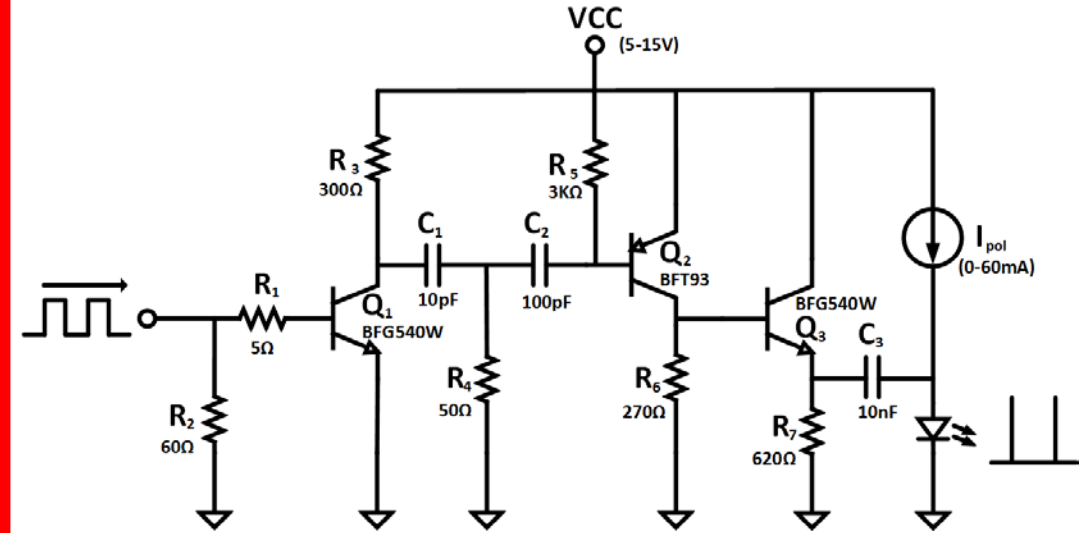 VCC
(5-15V)
R3
300Ω
R5
3KΩ
C1
10pF
C2
100pF
Q2
BFT93
Ipol
(0-60mA)
R1
5Ω
Q1
BFG540W
BFG540W
Q3
C3
10nF
R2
60Ω
R4
50Ω
R6
270Ω
R7
620Ω